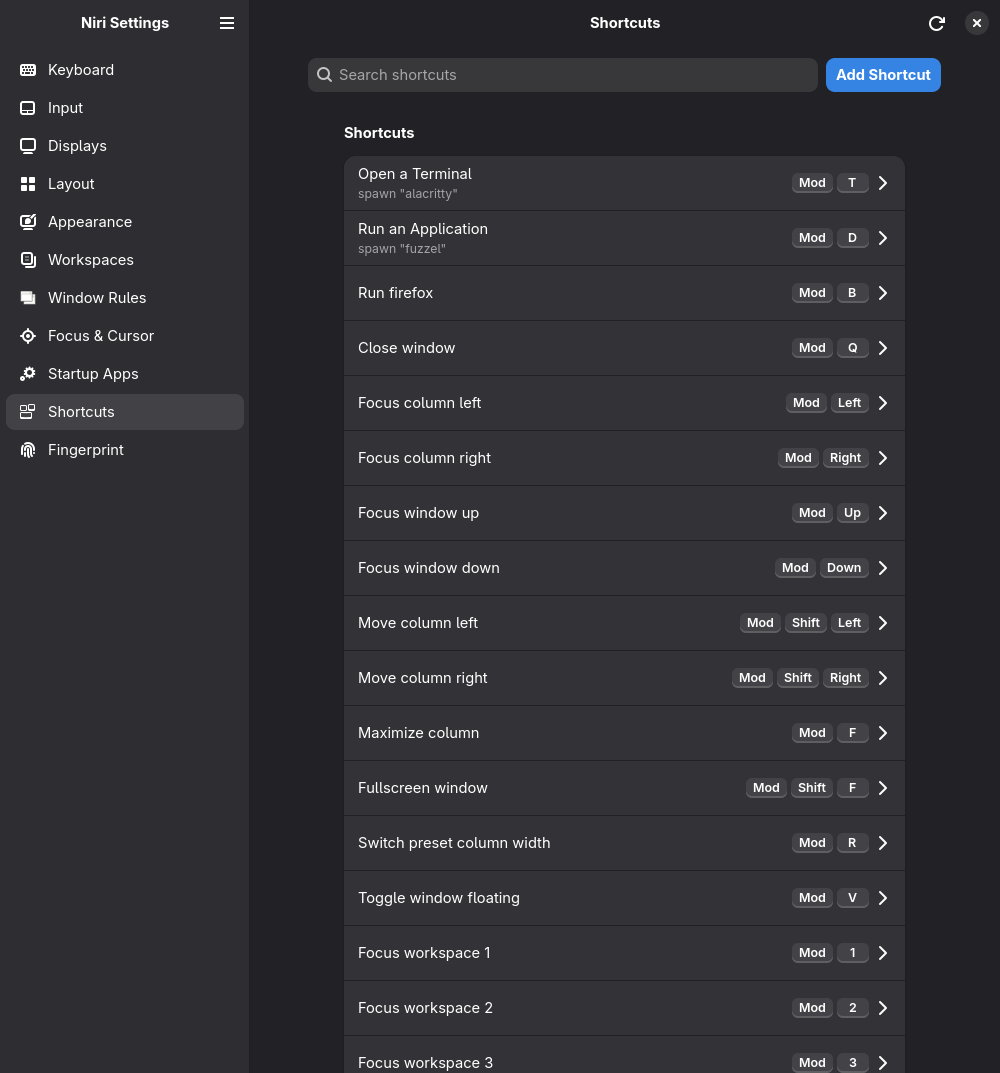 Niri Settings
Keyboard
Input
Displays
Layout
Appearance
Workspaces
Window Rules
Focus & Cursor
Startup Apps
Shortcuts
Fingerprint
Shortcuts
Search shortcuts
Add Shortcut
Shortcuts
Open a Terminal
spawn "alacritty"
Mod T
Run an Application
spawn "fuzzel"
Mod D
Run firefox Mod B
Close window Mod Q
Focus column left Mod Left
Focus column right Mod Right
Focus window up Mod Up
Focus window down Mod Down
Move column left Mod Shift Left
Move column right Mod Shift Right
Maximize column Mod F
Fullscreen window Mod Shift F
Switch preset column width Mod R
Toggle window floating Mod V
Focus workspace 1 Mod 1
Focus workspace 2 Mod 2
Focus workspace 3 Mod 3